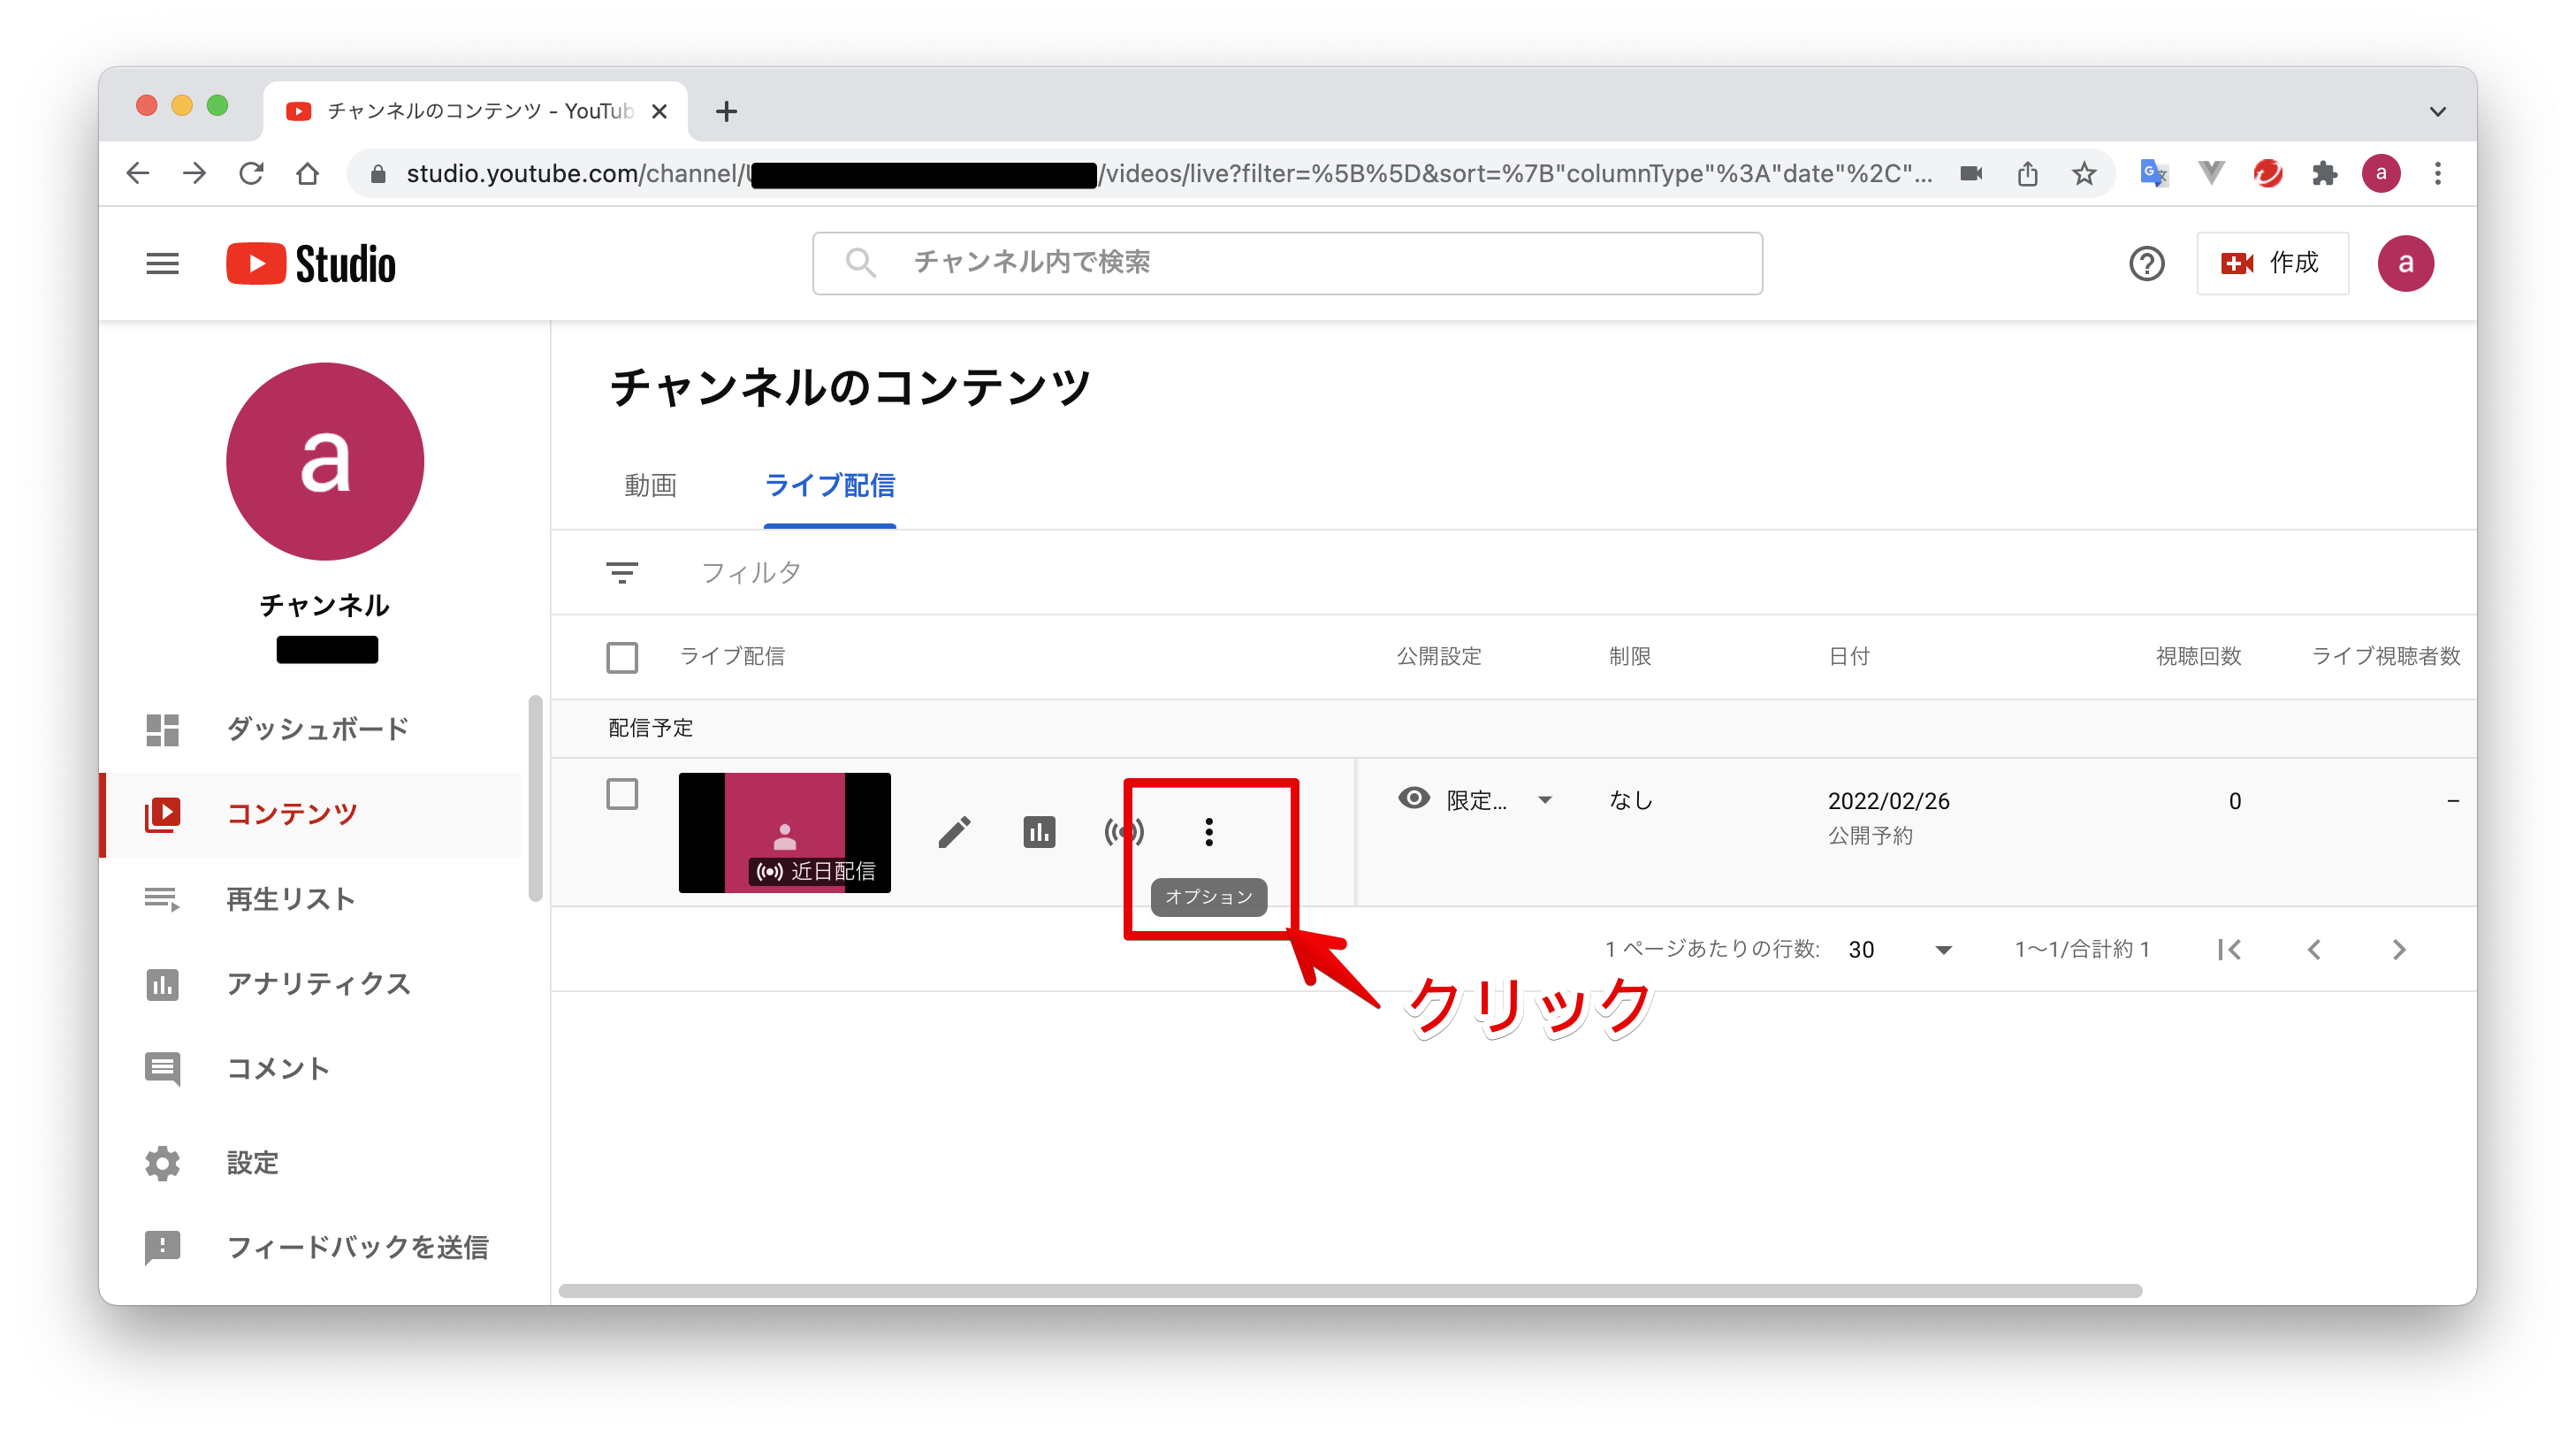 チャンネルのコンテンツ - YouTub
studio.youtube.com/channel/U /videos/live?filter=%5B%5D&sort=%7B"columnType"%3A"date"%2C"...
a
Studio
チャンネル内で検索
作成
a
a
チャンネル
ダッシュボード
コンテンツ
再生リスト
アナリティクス
コメント
設定
フィードバックを送信
チャンネルのコンテンツ
動画 ライブ配信
フィルタ
ライブ配信 公開設定 制限 日付 視聴回数 ライブ視聴者数
配信予定
近日配信
オプション
限定... なし 2022/02/26 0 –
公開予約
1 ページあたりの行数: 30 1～1/合計約 1
クリック